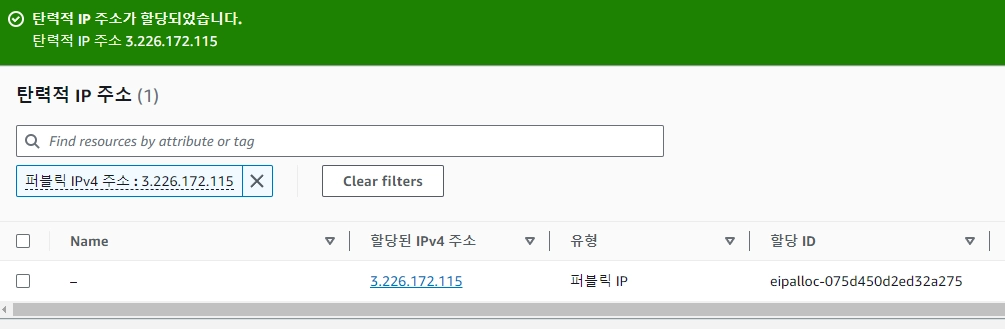 탄력적 IP 주소가 할당되었습니다.
탄력적 IP 주소 3.226.172.115
탄력적 IP 주소 (1)
Find resources by attribute or tag
퍼블릭 IPv4 주소 : 3.226.172.115
Clear filters
Name 할당된 IPv4 주소 유형 할당 ID
– 3.226.172.115 퍼블릭 IP eipalloc-075d450d2ed32a275